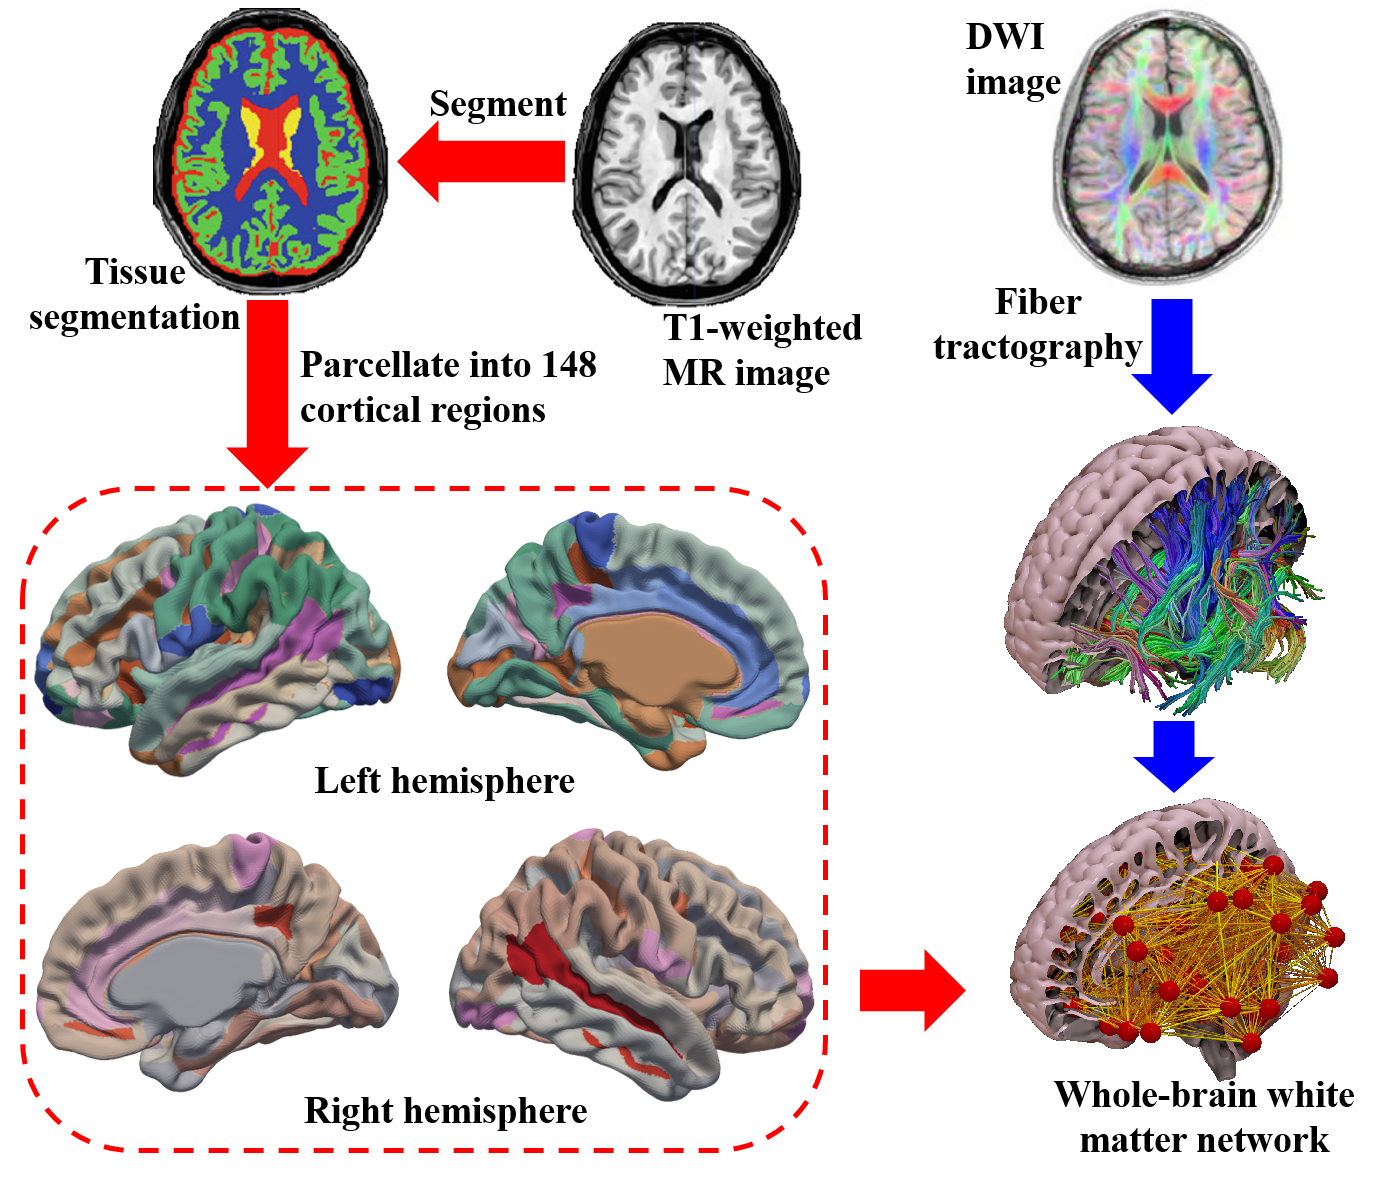 DWI
image
Segment
Tissue
segmentation
T1-weighted
MR image
Fiber
tractography
Parcellate into 148
cortical regions
Left hemisphere
Right hemisphere
Whole-brain white
matter network